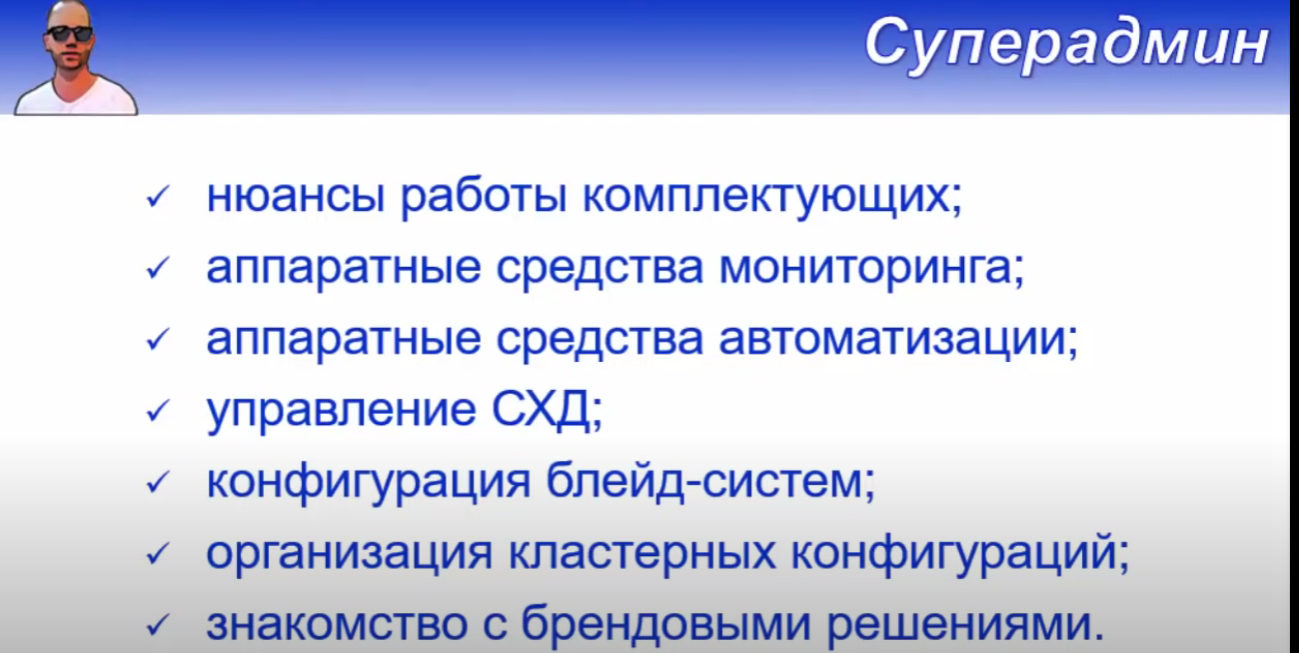 Суперадмин
нюансы работы комплектующих;
аппаратные средства мониторинга;
аппаратные средства автоматизации;
управление СХД;
конфигурация блейд-систем;
организация кластерных конфигураций;
знакомство с брендовыми решениями.